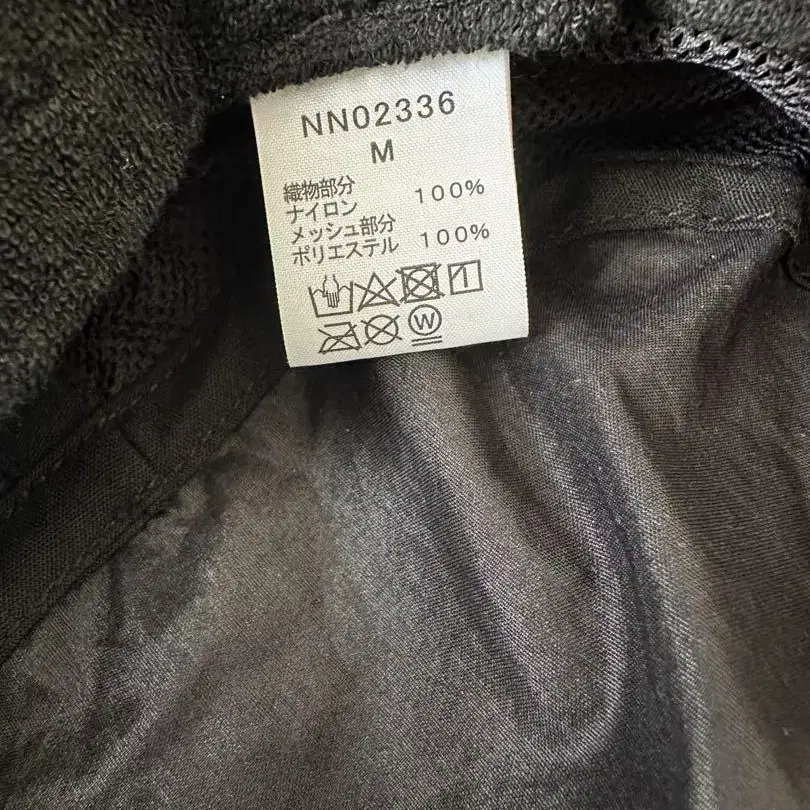 NN02336
M
織物部分
ナイロン 100%
メッシュ部分
ポリエステル 100%
W